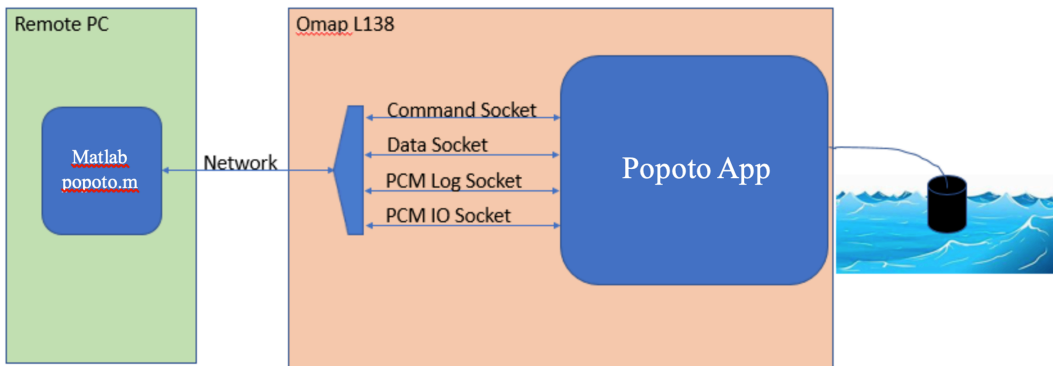 Remote PC
Omap L138
Matlab
popoto.m
Network
Command Socket
Data Socket
PCM Log Socket
PCM IO Socket
Popoto App